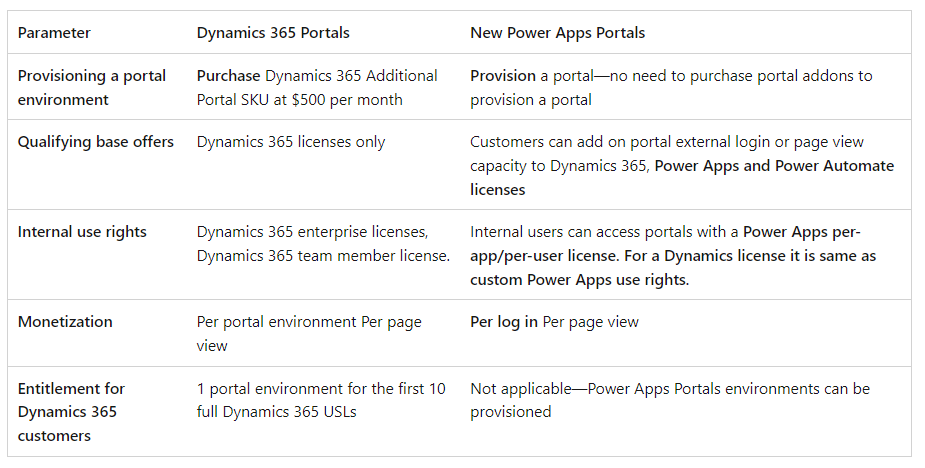 Parameter
Dynamics 365 Portals
New Power Apps Portals
Provisioning a portal
environment
Purchase Dynamics 365 Additional
Portal SKU at $500 per month
Provision a portal—no need to purchase portal addons to
provision a portal
Qualifying base offers
Dynamics 365 licenses only
Customers can add on portal external login or page view
capacity to Dynamics 365, Power Apps and Power Automate
licenses
Internal use rights
Dynamics 365 enterprise licenses,
Dynamics 365 team member license.
Internal users can access portals with a Power Apps per-
app/per-user license. For a Dynamics license it is same as
custom Power Apps use rights.
Monetization
Per portal environment Per page
view
Per log in Per page view
Entitlement for
Dynamics 365
customers
1 portal environment for the first 10
full Dynamics 365 USLs
Not applicable—Power Apps Portals environments can be
provisioned